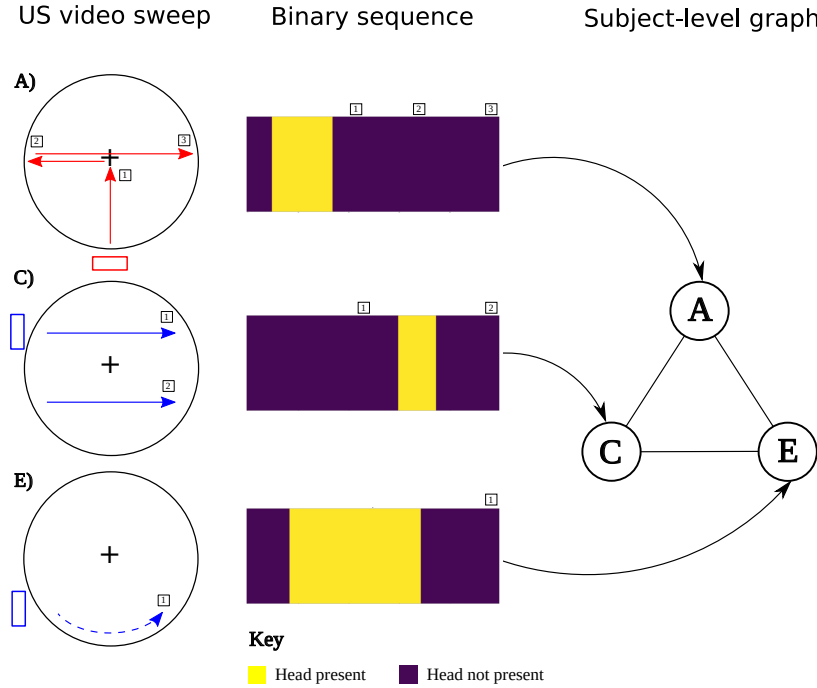 US video sweep
Binary sequence
Subject-level graph
A)
1
2
3
1
2
3
C)
1
2
1
2
E)
1
1
A
C
E
Key
Head present
Head not present